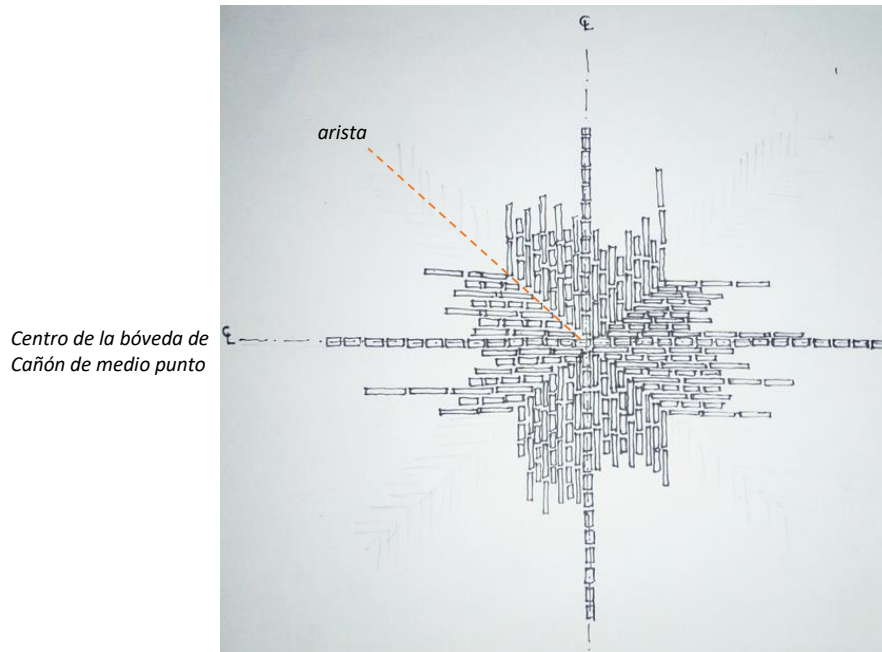 ℄
arista
℄
Centro de la bóveda de
Cañón de medio punto